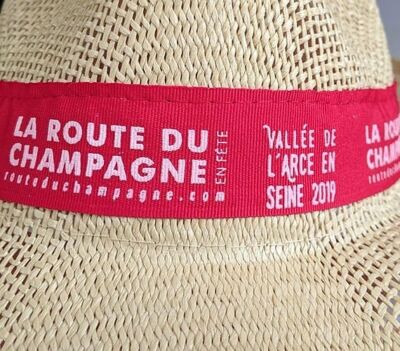 LA ROUTE DU
CHAMPAGNE
EN FÊTE
routeduchampagne.com
VALLÉE DE
L'ARCE EN
SEINE 2019
LA ROUTE
CHAMPA
routeduch